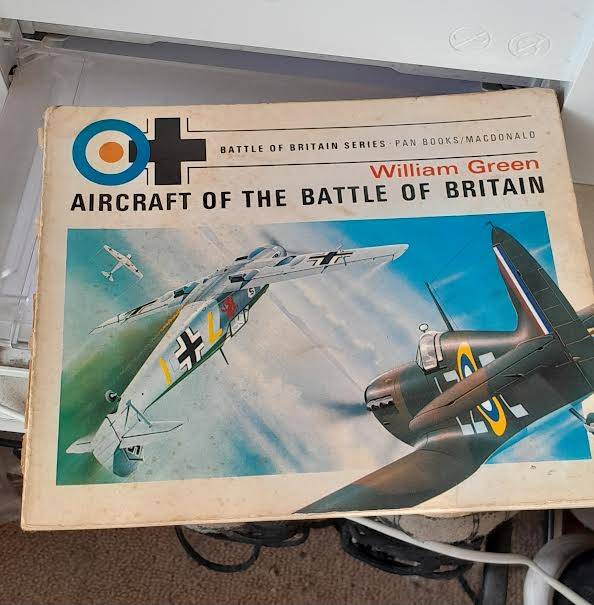 BATTLE OF BRITAIN SERIES · PAN BOOKS/MACDONALD
William Green
AIRCRAFT OF THE BATTLE OF BRITAIN